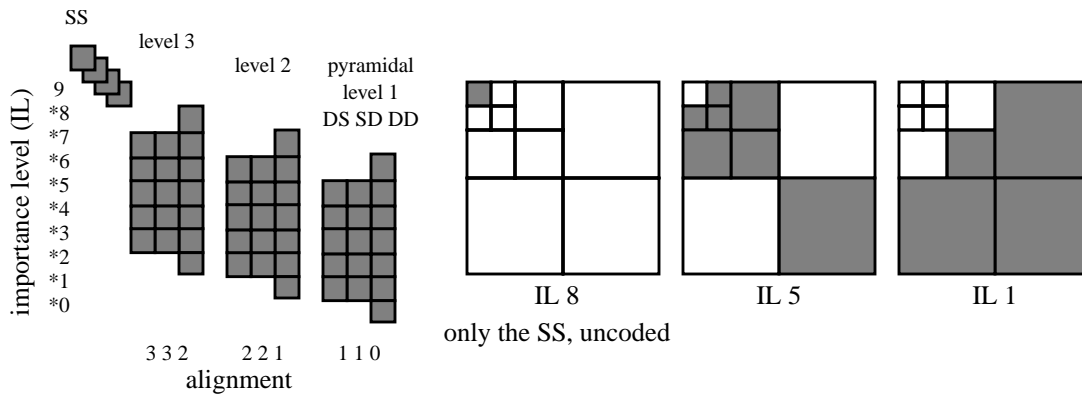 SS
level 3
level 2
pyramidal
level 1
DS SD DD
importance level (IL)
9
*8
*7
*6
*5
*4
*3
*2
*1
*0
3 3 2
2 2 1
1 1 0
alignment
IL 8
IL 5
IL 1
only the SS, uncoded